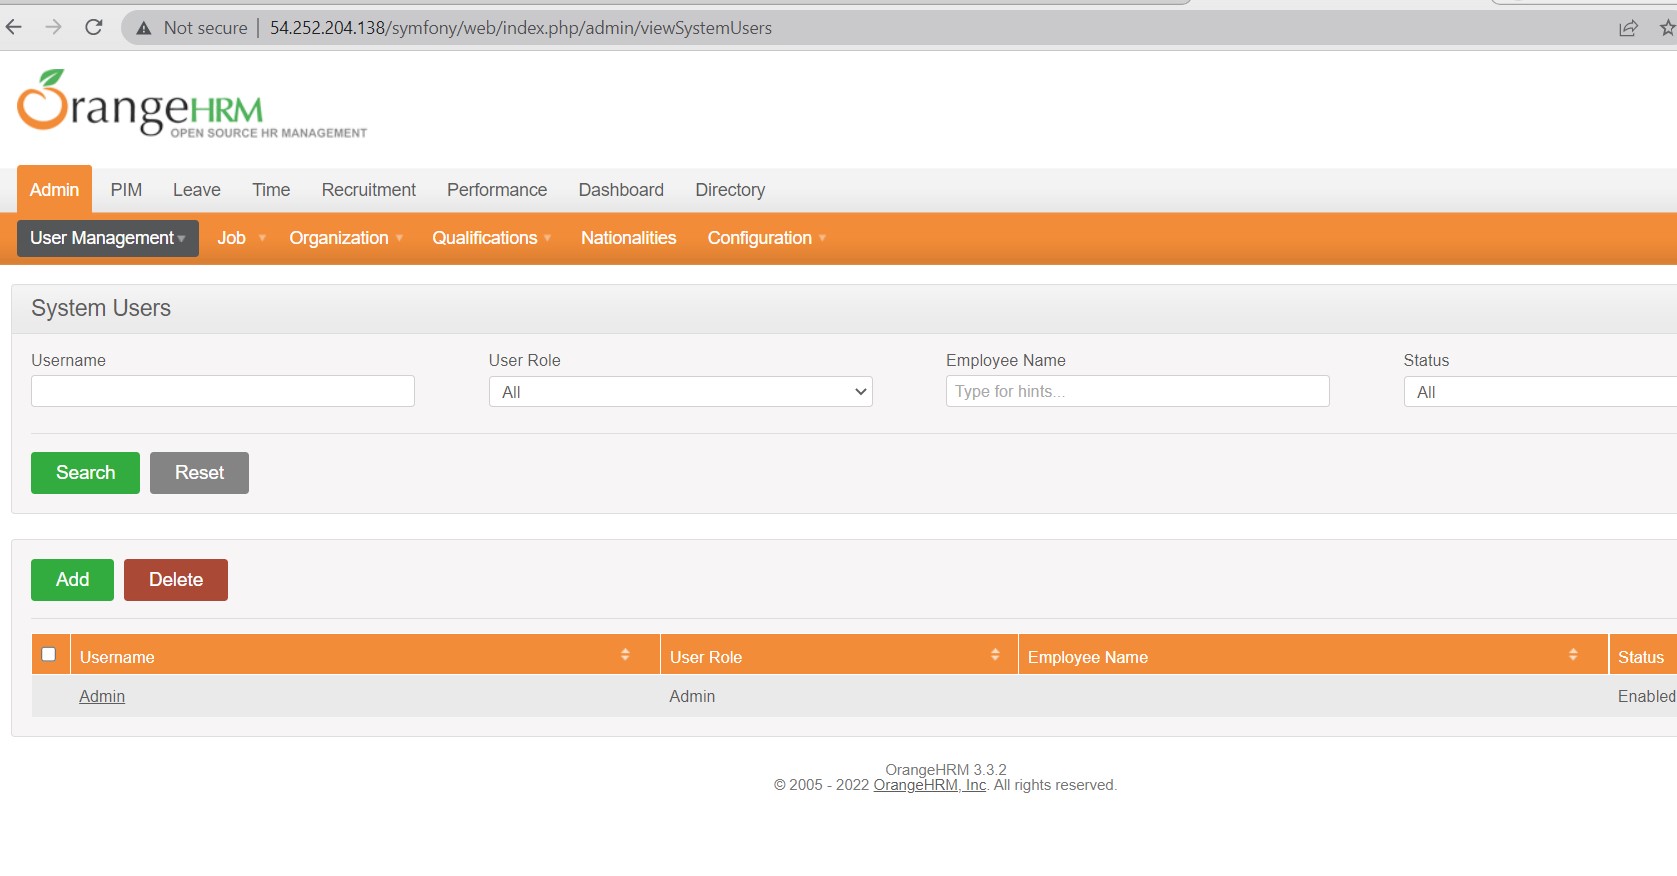 Not secure | 54.252.204.138/symfony/web/index.php/admin/viewSystemUsers
OrangeHRM
OPEN SOURCE HR MANAGEMENT
Admin PIM Leave Time Recruitment Performance Dashboard Directory
User Management Job Organization Qualifications Nationalities Configuration
System Users
Username User Role Employee Name Status
All Type for hints... All
Search Reset
Add Delete
Username User Role Employee Name Status
Admin Admin Enabled
OrangeHRM 3.3.2
© 2005 - 2022 OrangeHRM, Inc. All rights reserved.